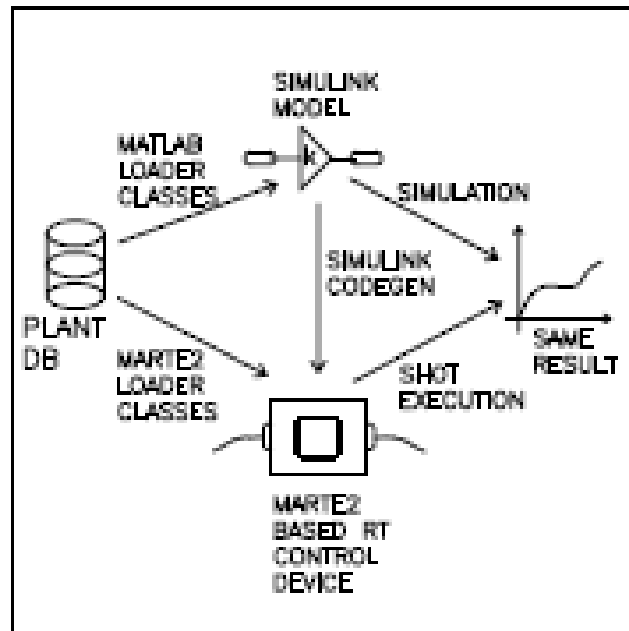 SIMULINK
MODEL
MATLAB
LOADER
CLASSES
k
SIMULATION
SIMULINK
CODEGEN
PLANT
DB
SAME
RESULT
MARTE2
LOADER
CLASSES
SHOT
EXECUTION
MARTE2
BASED RT
CONTROL
DEVICE